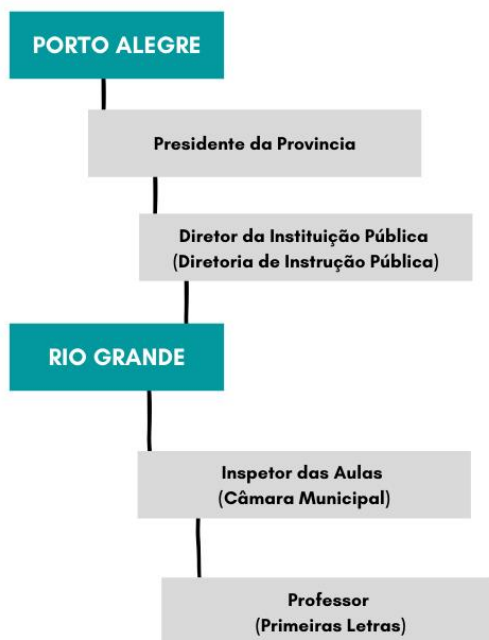 PORTO ALEGRE
Presidente da Provincia
Diretor da Instituição Pública
(Diretoria de Instrução Pública)
RIO GRANDE
Inspetor das Aulas
(Câmara Municipal)
Professor
(Primeiras Letras)